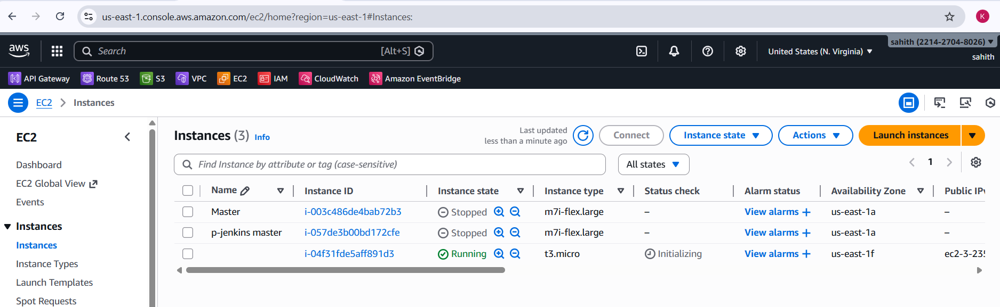 us-east-1.console.aws.amazon.com/ec2/home?region=us-east-1#Instances:
K
aws
Search
[Alt+S]
United States (N. Virginia)
sahith (2214-2704-8026)
sahith
API Gateway
Route 53
S3
VPC
EC2
IAM
CloudWatch
Amazon EventBridge
EC2
Instances
EC2
Dashboard
EC2 Global View
Events
Instances
Instances
Instance Types
Launch Templates
Spot Requests
Instances (3) Info
Last updated
less than a minute ago
Connect
Instance state
Actions
Launch instances
Find Instance by attribute or tag (case-sensitive)
All states
1
Name Instance ID Instance state Instance type Status check Alarm status Availability Zone Public IPv
Master i-003c486de4bab72b3 Stopped m7i-flex.large – View alarms + us-east-1a –
p-jenkins master i-057de3b00bd172cfe Stopped m7i-flex.large – View alarms + us-east-1a –
i-04f31fde5aff891d3 Running t3.micro Initializing View alarms + us-east-1f ec2-3-235